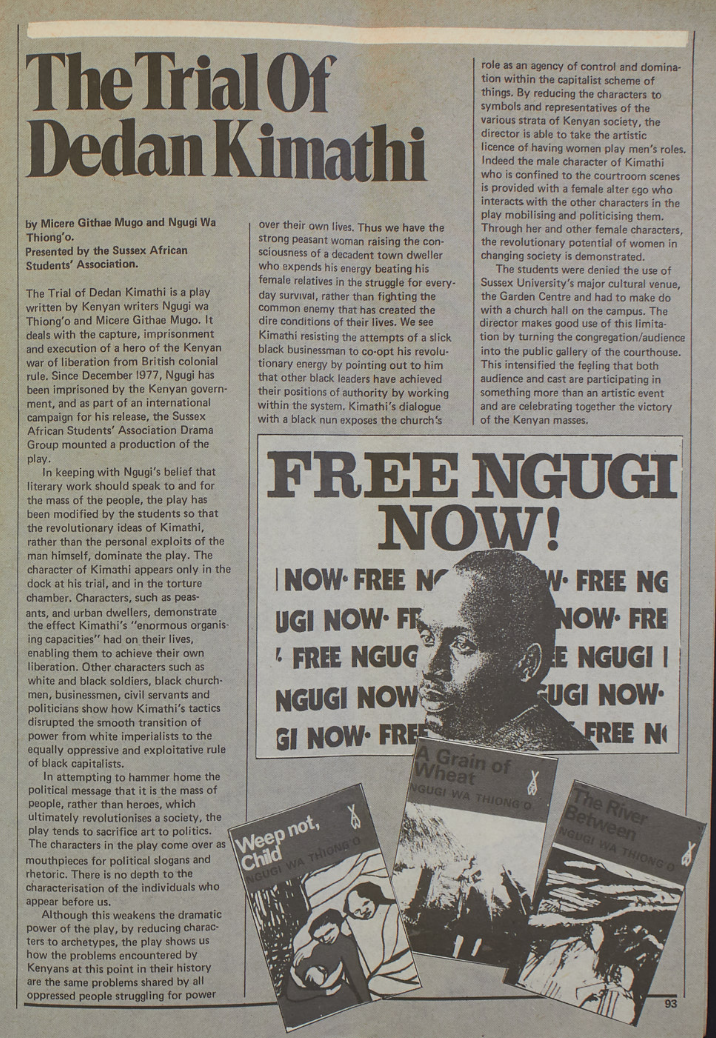 The Trial Of
Dedan Kimathi
by Micere Githae Mugo and Ngugi Wa
Thiong'o.
Presented by the Sussex African
Students' Association.
The Trial of Dedan Kimathi is a play
written by Kenyan writers Ngugi wa
Thiong'o and Micere Githae Mugo. It
deals with the capture, imprisonment
and execution of a hero of the Kenyan
war of liberation from British colonial
rule. Since December 1977, Ngugi has
been imprisoned by the Kenyan govern-
ment, and as part of an international
campaign for his release, the Sussex
African Students' Association Drama
Group mounted a production of the
play.
In keeping with Ngugi's belief that
literary work should speak to and for
the mass of the people, the play has
been modified by the students so that
the revolutionary ideas of Kimathi,
rather than the personal exploits of the
man himself, dominate the play. The
character of Kimathi appears only in the
dock at his trial, and in the torture
chamber. Characters, such as peas-
ants, and urban dwellers, demonstrate
the effect Kimathi's "enormous organis-
ing capacities" had on their lives,
enabling them to achieve their own
liberation. Other characters such as
white and black soldiers, black church-
men, businessmen, civil servants and
politicians show how Kimathi's tactics
disrupted the smooth transition of
power from white imperialists to the
equally oppressive and exploitative rule
of black capitalists.
In attempting to hammer home the
political message that it is the mass of
people, rather than heroes, which
ultimately revolutionises a society, the
play tends to sacrifice art to politics.
The characters in the play come over as
mouthpieces for political slogans and
rhetoric. There is no depth to the
characterisation of the individuals who
appear before us.
Although this weakens the dramatic
power of the play, by reducing charac-
ters to archetypes, the play shows us
how the problems encountered by
Kenyans at this point in their history
are the same problems shared by all
oppressed people struggling for power
over their own lives. Thus we have the
strong peasant woman raising the con-
sciousness of a decadent town dweller
who expends his energy beating his
female relatives in the struggle for every-
day survival, rather than fighting the
common enemy that has created the
dire conditions of their lives. We see
Kimathi resisting the attempts of a slick
black businessman to co-opt his revolu-
tionary energy by pointing out to him
that other black leaders have achieved
their positions of authority by working
within the system. Kimathi's dialogue
with a black nun exposes the church's
role as an agency of control and domina-
tion within the capitalist scheme of
things. By reducing the characters to
symbols and representatives of the
various strata of Kenyan society, the
director is able to take the artistic
licence of having women play men's roles.
Indeed the male character of Kimathi
who is confined to the courtroom scenes
is provided with a female alter ego who
interacts with the other characters in the
play mobilising and politicising them.
Through her and other female characters,
the revolutionary potential of women in
changing society is demonstrated.
The students were denied the use of
Sussex University's major cultural venue,
the Garden Centre and had to make do
with a church hall on the campus. The
director makes good use of this limita-
tion by turning the congregation/audience
into the public gallery of the courthouse.
This intensified the feeling that both
audience and cast are participating in
something more than an artistic event
and are celebrating together the victory
of the Kenyan masses.
FREE NGUGI
NOW!
NOW· FREE NG W· FREE NG
UGI NOW· FR NOW· FRE
FREE NGUG EE NGUGI
NGUGI NOW GUGI NOW·
GI NOW· FREE FREE NG
Weep not,
Child
NGUGI WA THIONG'O
A Grain of
Wheat
NGUGI WA THIONG'O
The River
Between
NGUGI WA THIONG'O
93